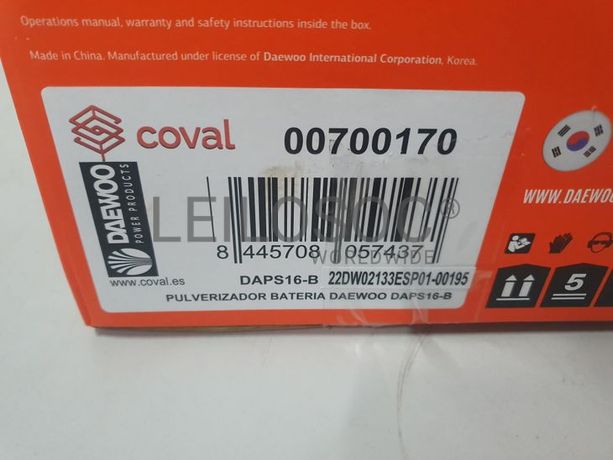 Operations manual, warranty and safety instructions inside the box.
Made in China. Manufactured under license of Daewoo International Corporation, Korea.
coval
00700170
DAEWOO
POWER PRODUCTS
LEILOSOC®
WORLDWIDE
8 445708 057437
WWW.DAEWO
www.coval.es
DAPS16-B 22DW02133ESP01-00195
PULVERIZADOR BATERIA DAEWOO DAPS16-B
5